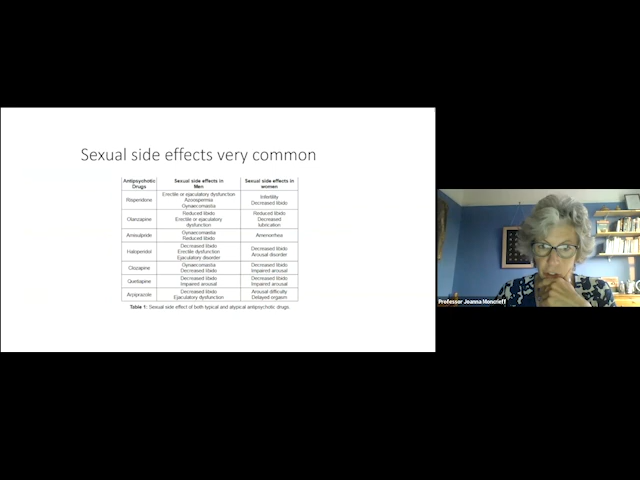 Sexual side effects very common
Antipsychotic Drugs
Sexual side effects in Men
Sexual side effects in women
Risperidone
Erectile or ejaculatory dysfunction
Azoospermia
Gynaecomastia
Infertility
Decreased libido
Olanzapine
Reduced libido
Erectile or ejaculatory
dysfunction
Reduced libido
Decreased
lubrication
Amisulpride
Gynaecomastia
Reduced libido
Amenorrhea
Haloperidol
Decreased libido
Erectile dysfunction
Ejaculatory disorder
Decreased libido
Arousal disorder
Gynaecomastia
Decreased libido
Decreased libido
Impaired arousal
Quetiapine
Decreased libido
Impaired arousal
Decreased libido
Impaired arousal
Decreased libido
Ejaculatory dysfunction
Arousal difficulty
Delayed orgasm
Table 1: Sexual side effect of both typical and atypical antipsychotic drugs
Professor Joanna Moncrieff